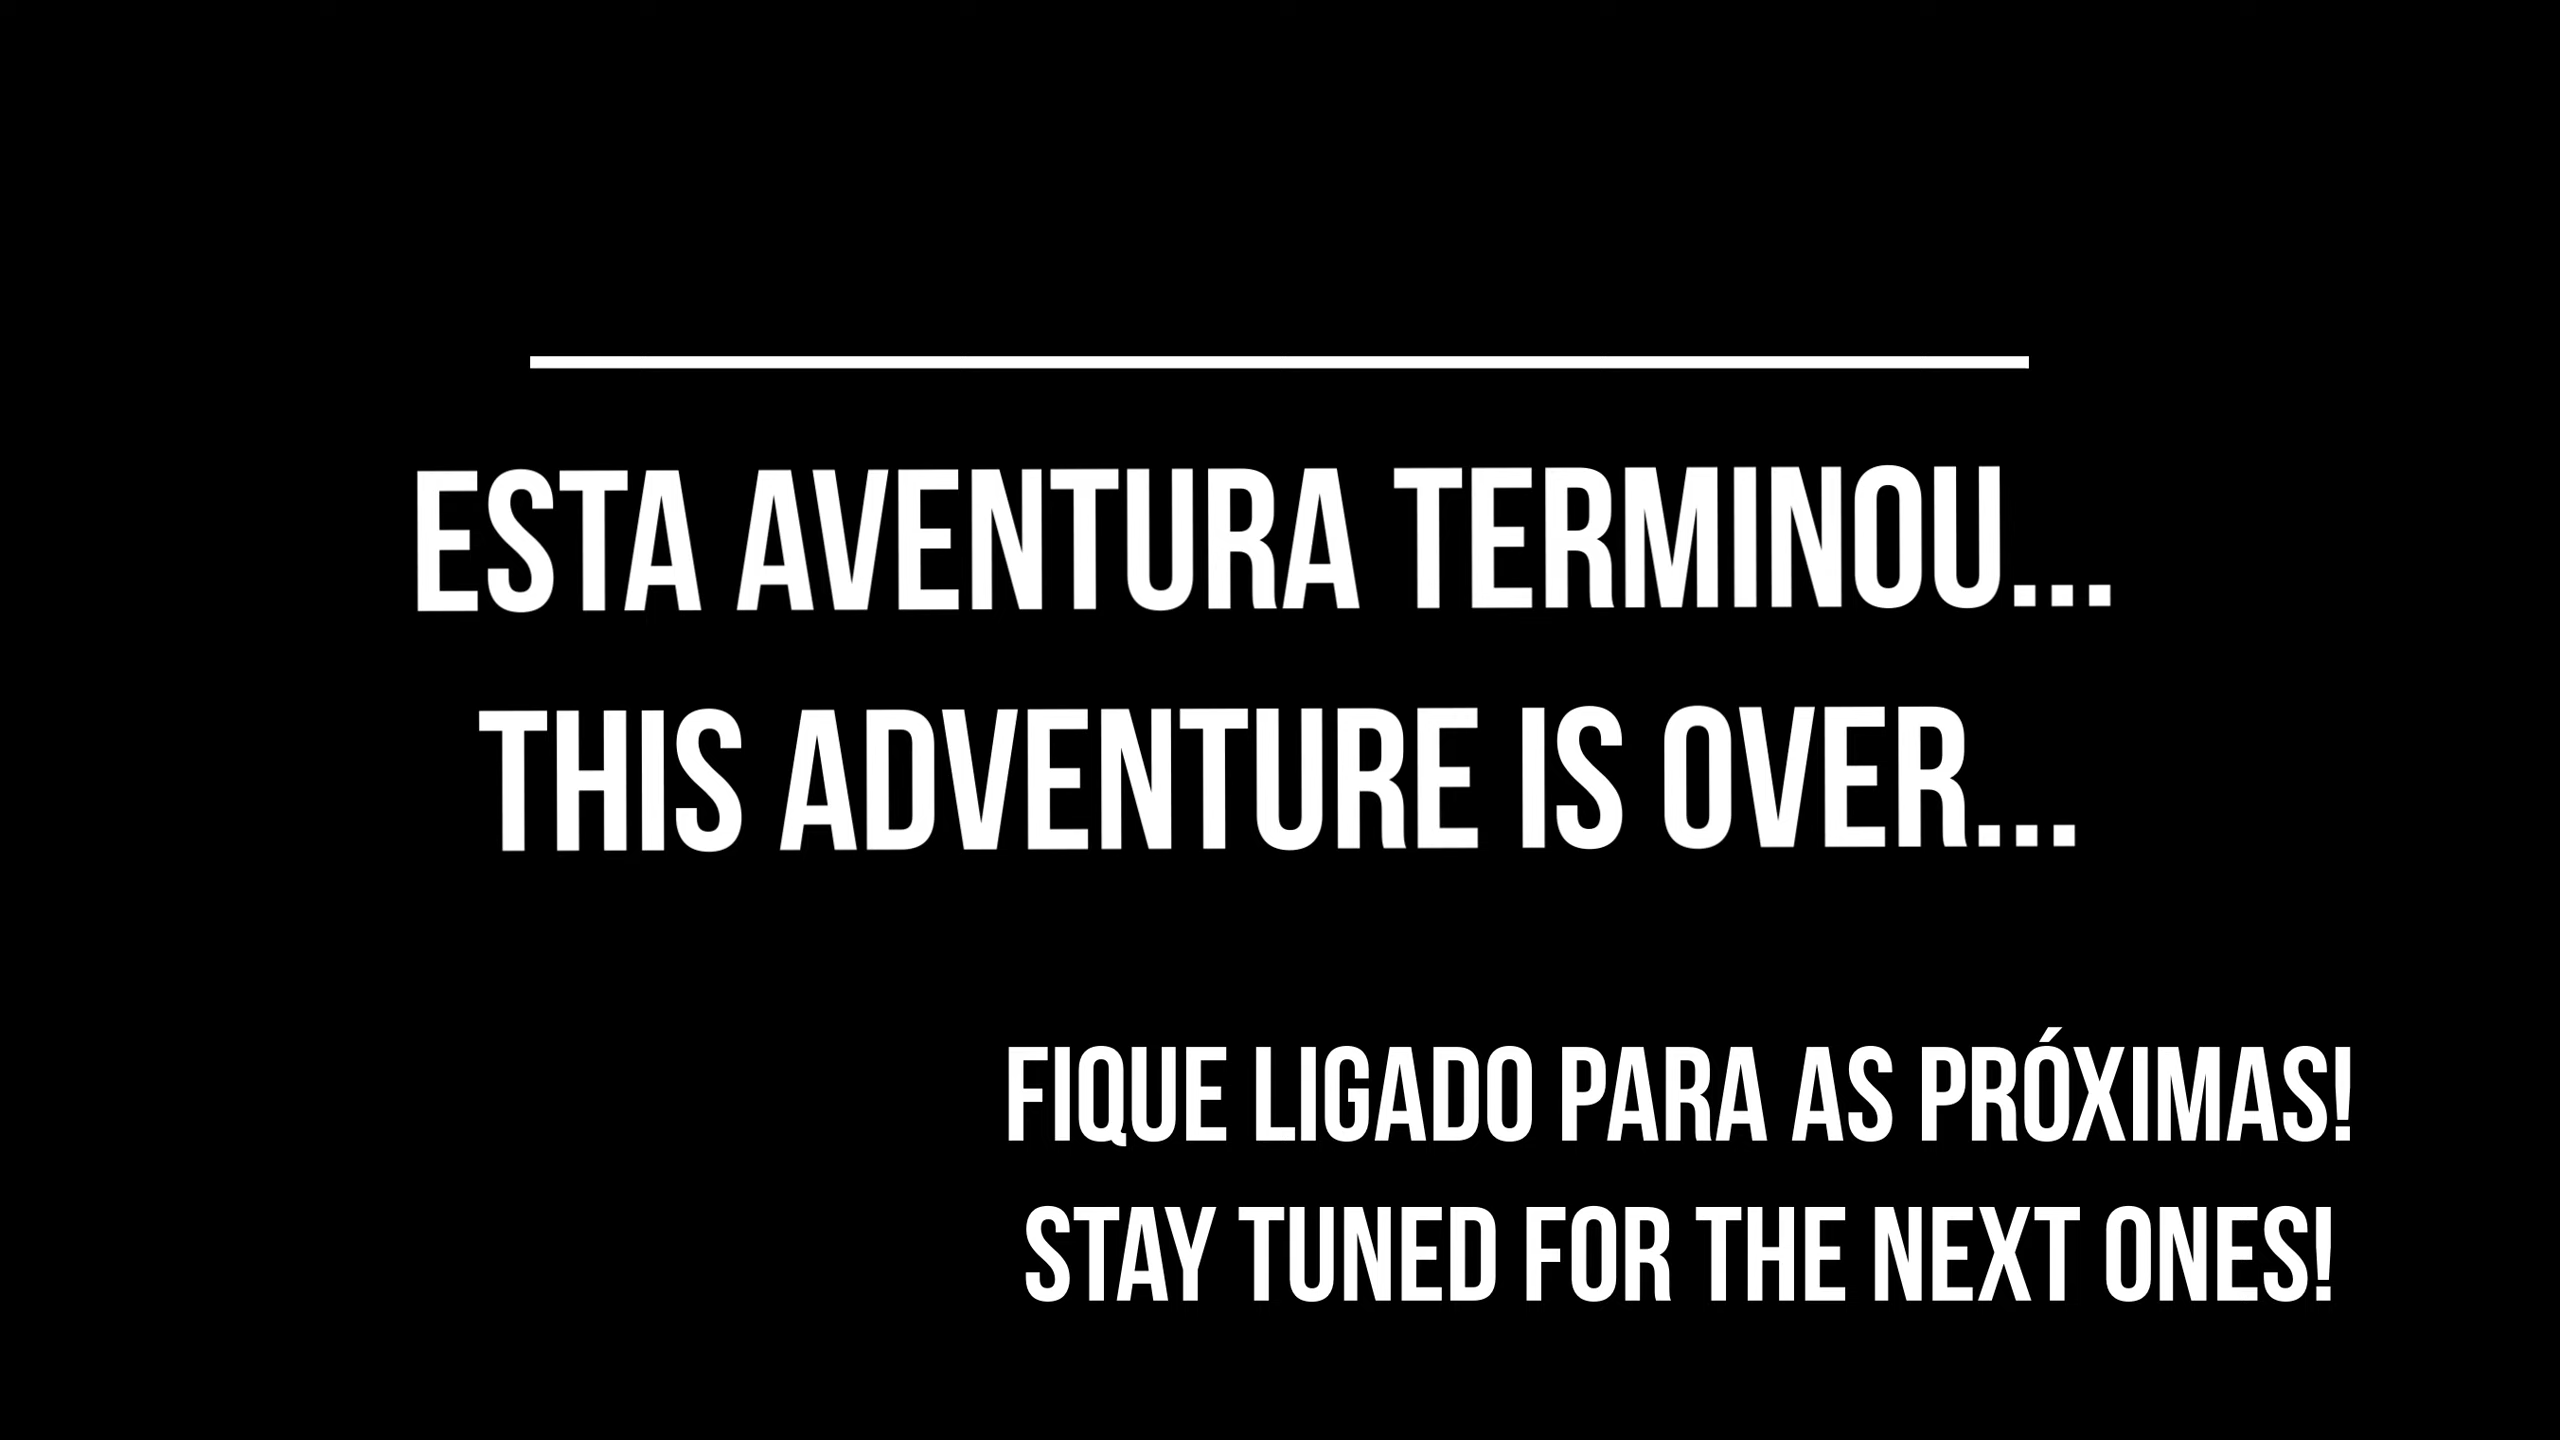 ESTA AVENTURA TERMINOU...
THIS ADVENTURE IS OVER...
FIQUE LIGADO PARA AS PRÓXIMAS!
STAY TUNED FOR THE NEXT ONES!